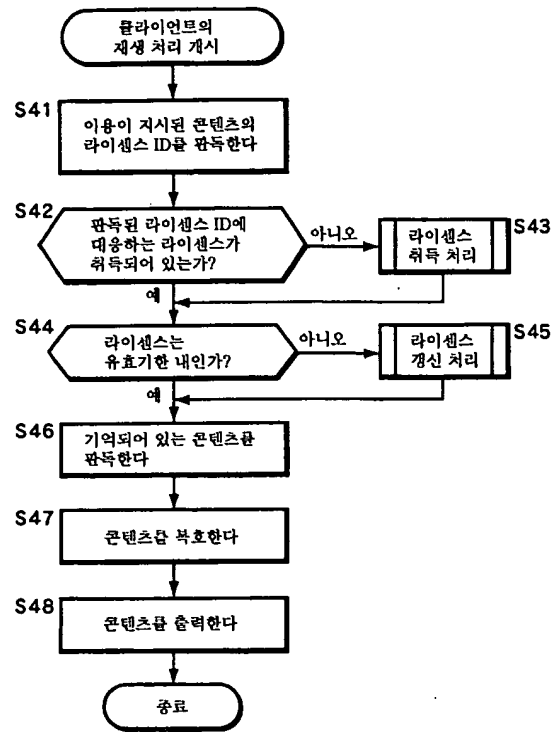 클라이언트의
재생 처리 개시
S41
이용이 지시된 콘텐츠의
라이센스 ID를 판독한다
S42
판독된 라이센스 ID에
대응하는 라이센스가
취득되어 있는가?
아니오
S43
라이센스
취득 처리
예
S44
라이센스는
유효기한 내인가?
아니오
S45
라이센스
갱신 처리
예
S46
기억되어 있는 콘텐츠를
판독한다
S47
콘텐츠를 복호한다
S48
콘텐츠를 출력한다
종료